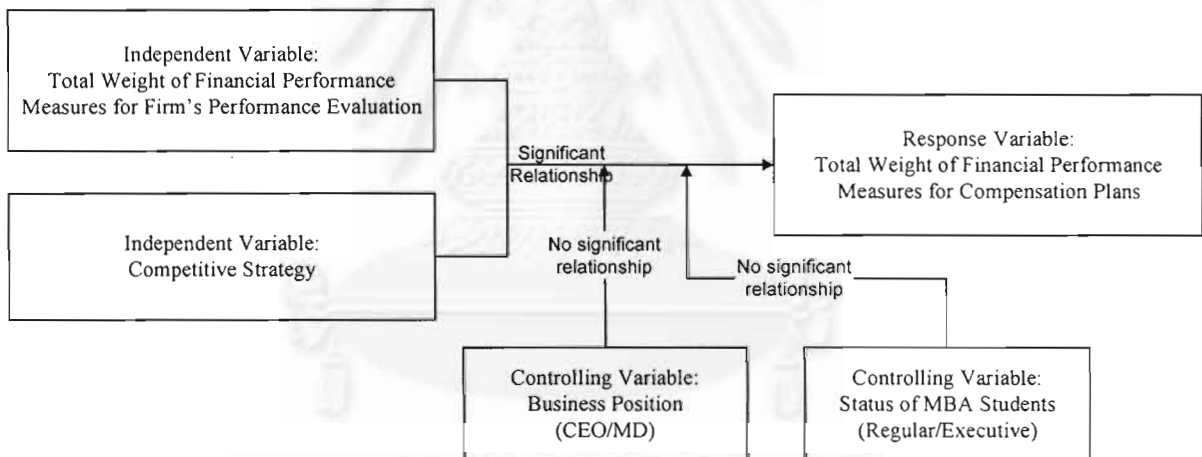 Independent Variable:
Total Weight of Financial Performance
Measures for Firm's Performance Evaluation
Independent Variable:
Competitive Strategy
Significant
Relationship
Response Variable:
Total Weight of Financial Performance
Measures for Compensation Plans
No significant
relationship
No significant
relationship
Controlling Variable:
Business Position
(CEO/MD)
Controlling Variable:
Status of MBA Students
(Regular/Executive)